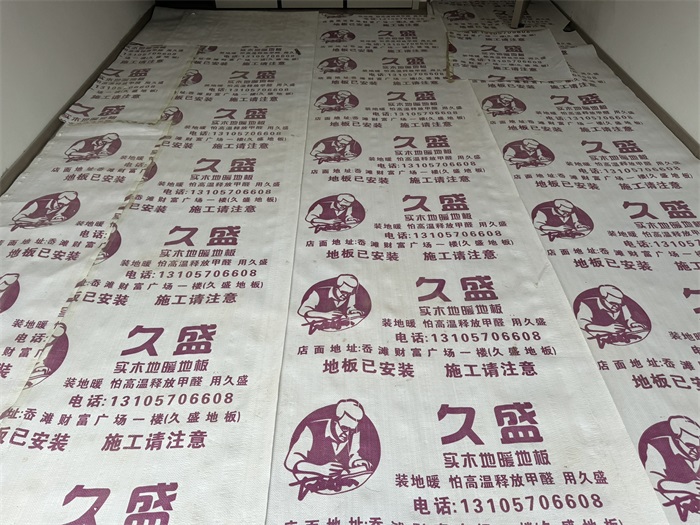 久盛
实木地暖地板
装地暖 怕高温释放甲醛 用久盛
电话:13105706608
店面地址:岙滩财富广场一楼(久盛地板)
地板已安装 施工请注意